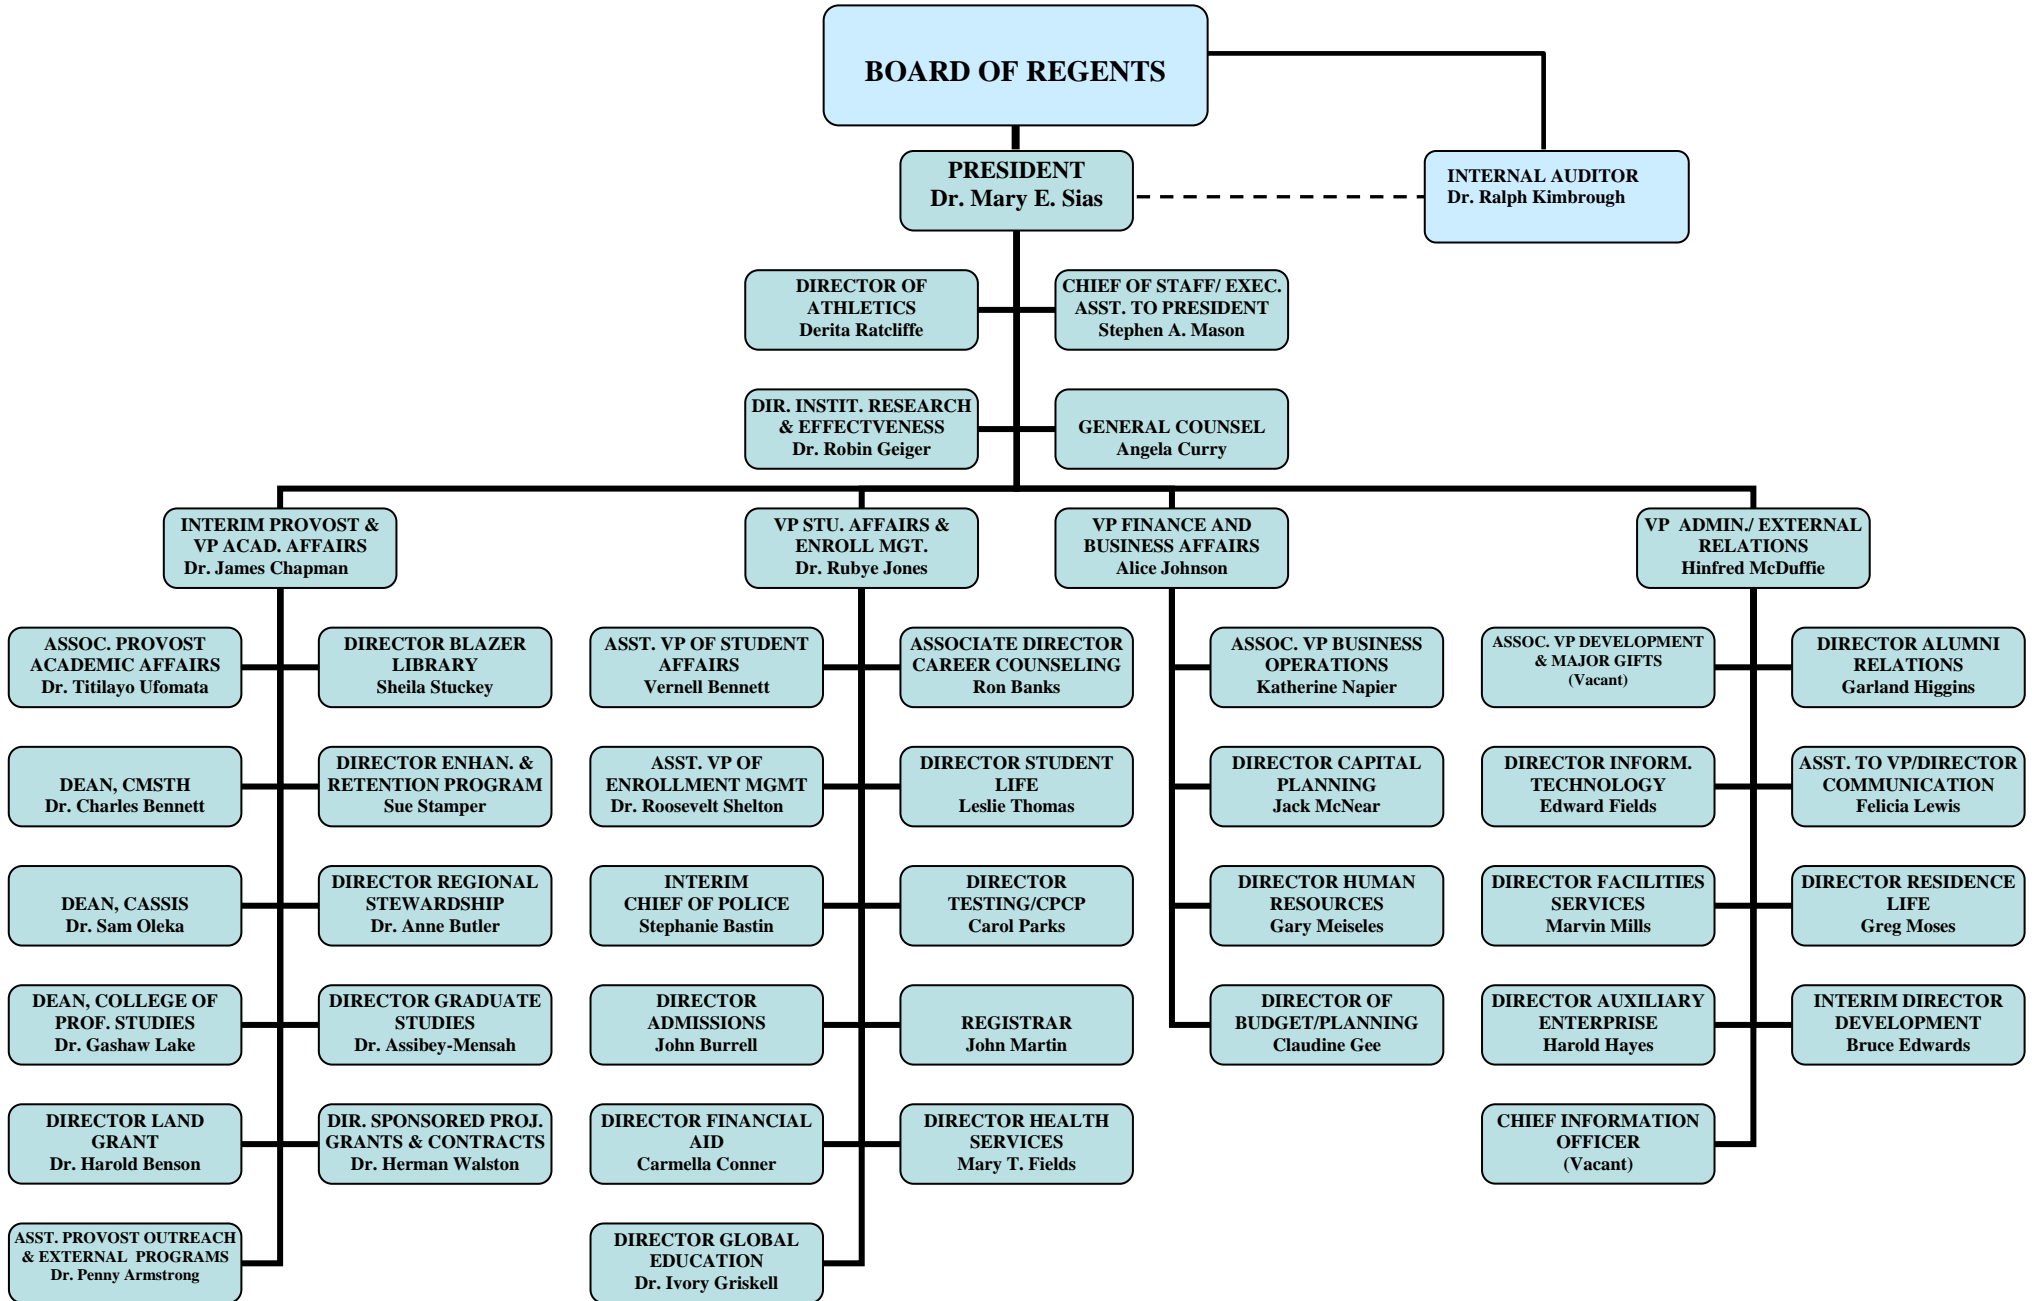 BOARD OF REGENTS
PRESIDENT
Dr. Mary E. Sias
INTERNAL AUDITOR
Dr. Ralph Kimbrough
DIRECTOR OF
ATHLETICS
Derita Ratcliffe
CHIEF OF STAFF/ EXEC.
ASST. TO PRESIDENT
Stephen A. Mason
DIR. INSTIT. RESEARCH
& EFFECTVENESS
Dr. Robin Geiger
GENERAL COUNSEL
Angela Curry
INTERIM PROVOST &
VP ACAD. AFFAIRS
Dr. James Chapman
VP STU. AFFAIRS &
ENROLL MGT.
Dr. Rubye Jones
VP FINANCE AND
BUSINESS AFFAIRS
Alice Johnson
VP ADMIN./ EXTERNAL
RELATIONS
Hinfred McDuffie
ASSOC. PROVOST
ACADEMIC AFFAIRS
Dr. Titilayo Ufomata
DIRECTOR BLAZER
LIBRARY
Sheila Stuckey
ASST. VP OF STUDENT
AFFAIRS
Vernell Bennett
ASSOCIATE DIRECTOR
CAREER COUNSELING
Ron Banks
ASSOC. VP BUSINESS
OPERATIONS
Katherine Napier
ASSOC. VP DEVELOPMENT
& MAJOR GIFTS
(Vacant)
DIRECTOR ALUMNI
RELATIONS
Garland Higgins
DEAN, CMSTH
Dr. Charles Bennett
DIRECTOR ENHAN. &
RETENTION PROGRAM
Sue Stamper
ASST. VP OF
ENROLLMENT MGMT
Dr. Roosevelt Shelton
DIRECTOR STUDENT
LIFE
Leslie Thomas
DIRECTOR CAPITAL
PLANNING
Jack McNear
DIRECTOR INFORM.
TECHNOLOGY
Edward Fields
ASST. TO VP/DIRECTOR
COMMUNICATION
Felicia Lewis
DEAN, CASSIS
Dr. Sam Oleka
DIRECTOR REGIONAL
STEWARDSHIP
Dr. Anne Butler
INTERIM
CHIEF OF POLICE
Stephanie Bastin
DIRECTOR
TESTING/CPCP
Carol Parks
DIRECTOR HUMAN
RESOURCES
Gary Meiseles
DIRECTOR FACILITIES
SERVICES
Marvin Mills
DIRECTOR RESIDENCE
LIFE
Greg Moses
DEAN, COLLEGE OF
PROF. STUDIES
Dr. Gashaw Lake
DIRECTOR GRADUATE
STUDIES
Dr. Assibey-Mensah
DIRECTOR
ADMISSIONS
John Burrell
REGISTRAR
John Martin
DIRECTOR OF
BUDGET/PLANNING
Claudine Gee
DIRECTOR AUXILIARY
ENTERPRISE
Harold Hayes
INTERIM DIRECTOR
DEVELOPMENT
Bruce Edwards
DIRECTOR LAND
GRANT
Dr. Harold Benson
DIR. SPONSORED PROJ.
GRANTS & CONTRACTS
Dr. Herman Walston
DIRECTOR FINANCIAL
AID
Carmella Conner
DIRECTOR HEALTH
SERVICES
Mary T. Fields
CHIEF INFORMATION
OFFICER
(Vacant)
ASST. PROVOST OUTREACH
& EXTERNAL PROGRAMS
Dr. Penny Armstrong
DIRECTOR GLOBAL
EDUCATION
Dr. Ivory Griskell